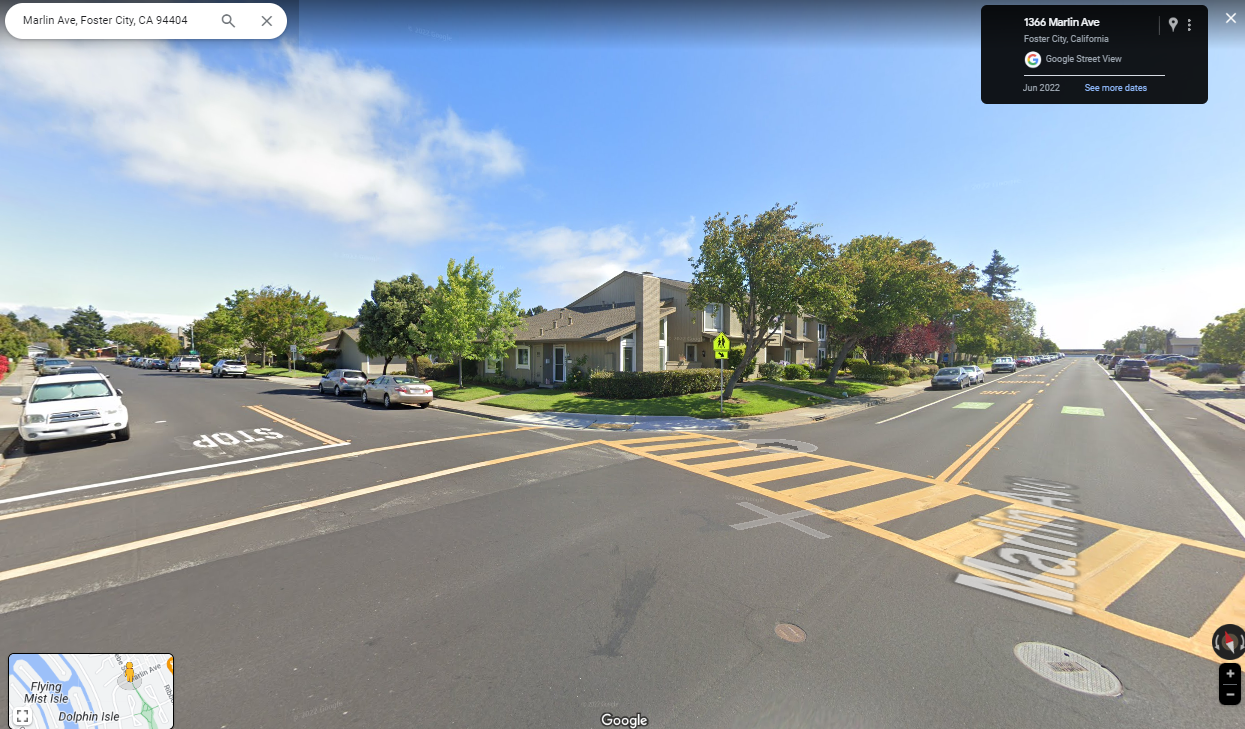 Marlin Ave, Foster City, CA 94404
1366 Marlin Ave
Foster City, California
Google Street View
Jun 2022
See more dates
STOP
XING
Marlin Ave
Flying
Mist Isle
Dolphin Isle
Marlin Ave
Google